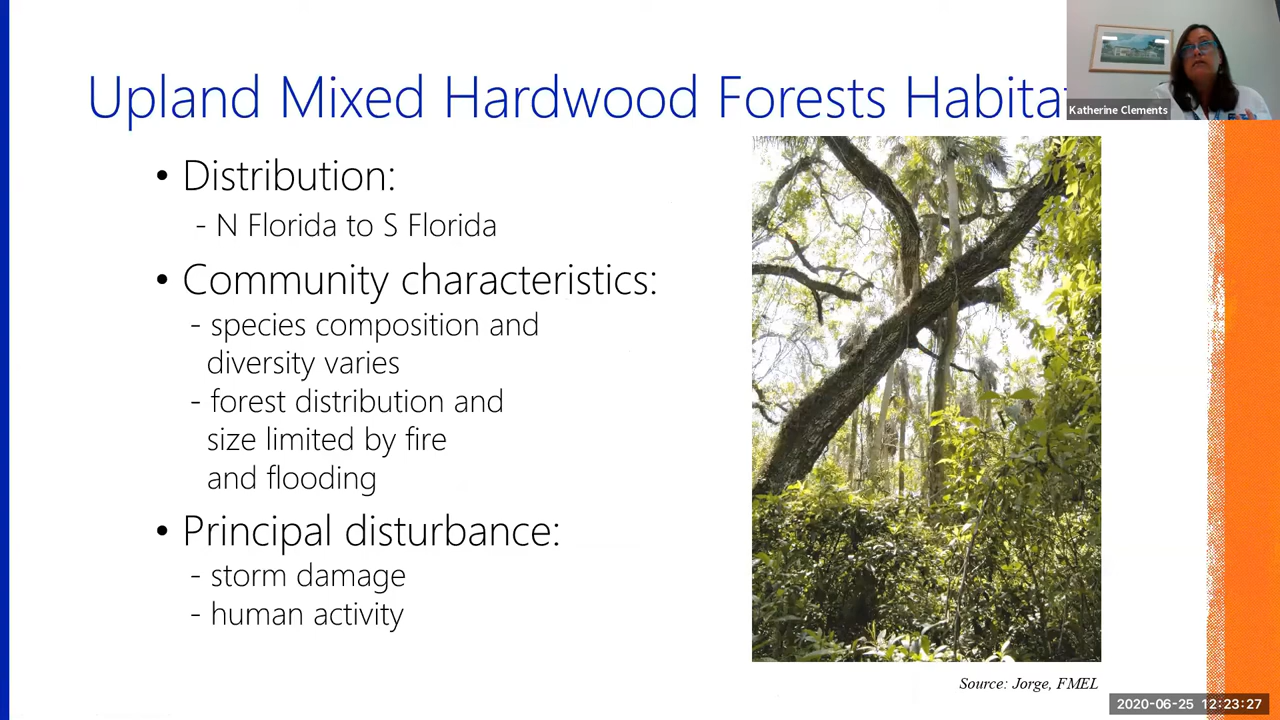 Upland Mixed Hardwood Forests Habita
Katherine Clements
• Distribution:
- N Florida to S Florida
• Community characteristics:
- species composition and
diversity varies
- forest distribution and
size limited by fire
and flooding
• Principal disturbance:
- storm damage
- human activity
Source: Jorge, FMEL
2020-06-25 12:23:27